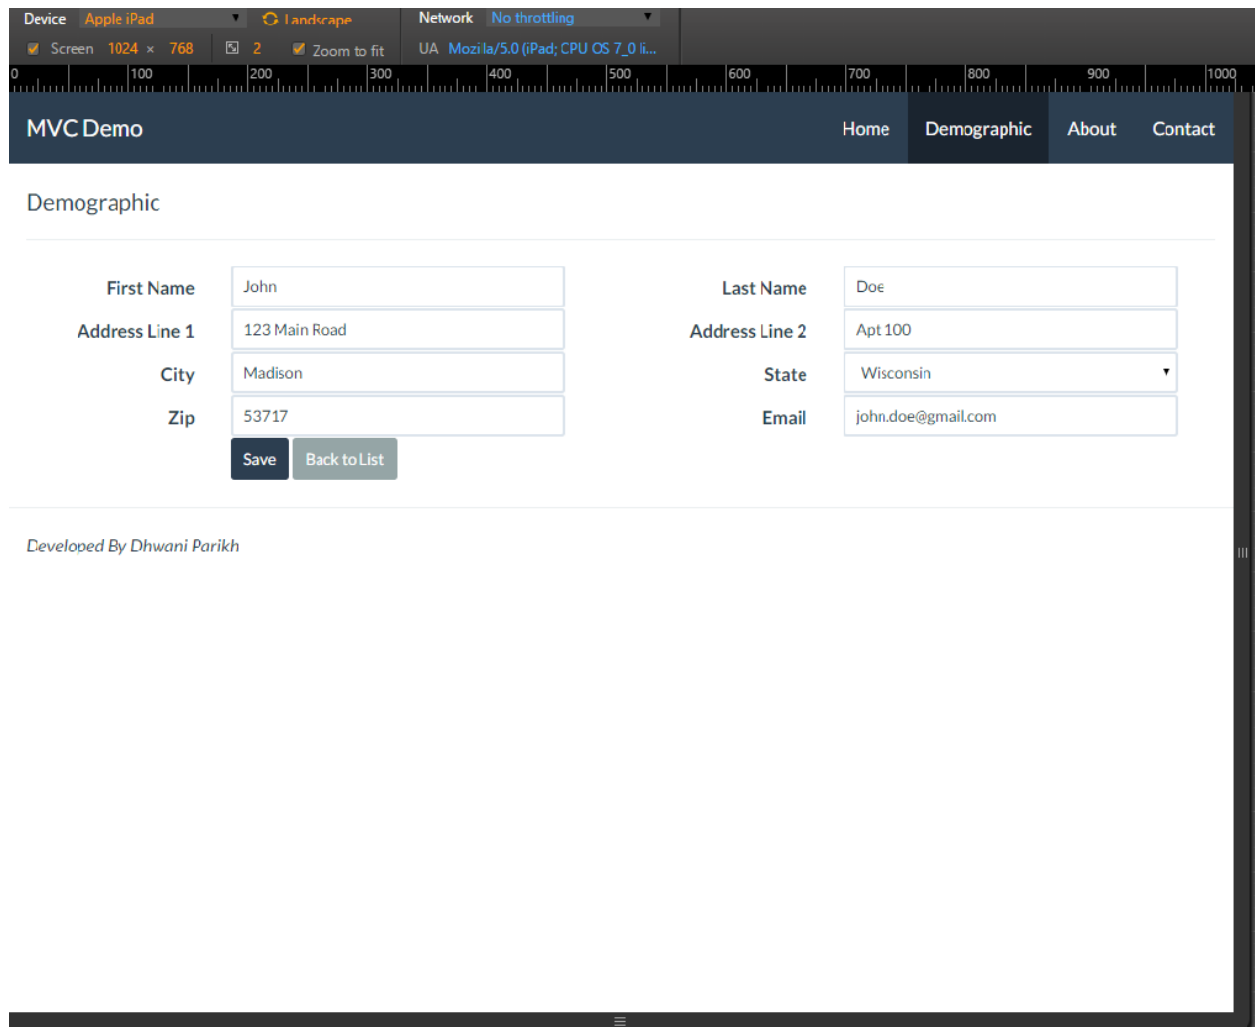 Device Apple iPad Landscape Network No throttling
Screen 1024 × 768 2 Zoom to fit UA Mozilla/5.0 (iPad; CPU OS 7_0 li...
0 100 200 300 400 500 600 700 800 900 1000
MVC Demo Home Demographic About Contact
Demographic
First Name John Last Name Doe
Address Line 1 123 Main Road Address Line 2 Apt 100
City Madison State Wisconsin
Zip 53717 Email john.doe@gmail.com
Save Back to List
Developed By Dhwani Parikh